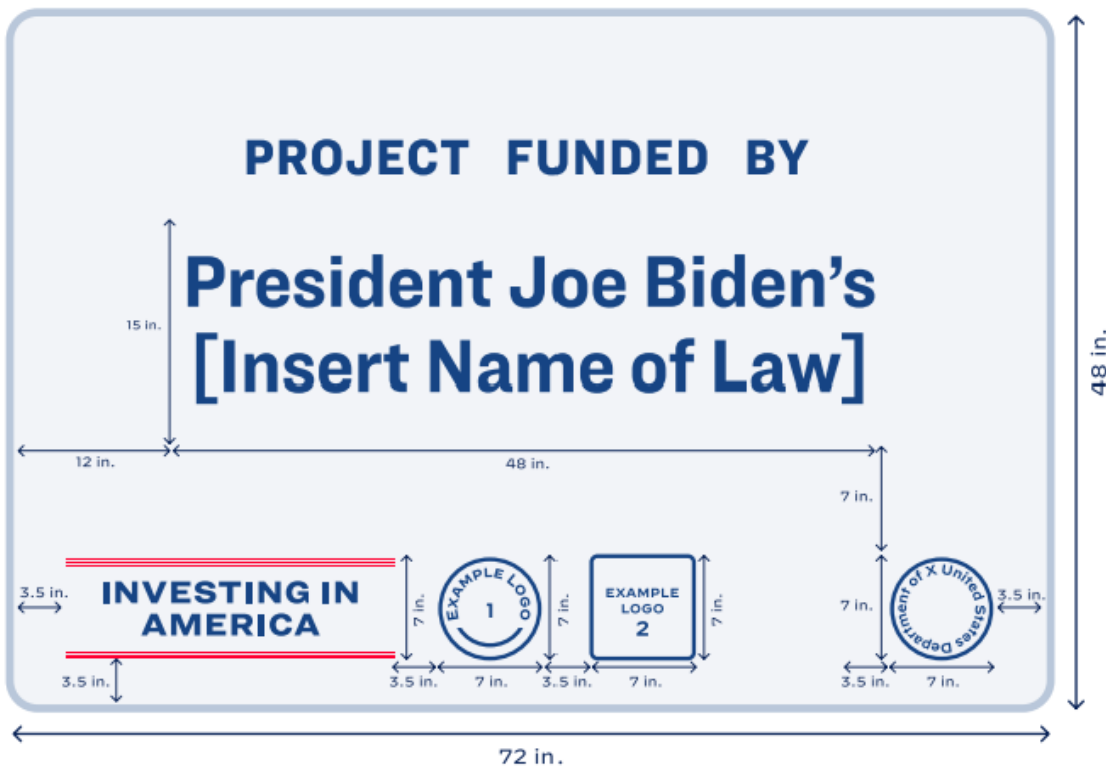 PROJECT FUNDED BY
President Joe Biden’s
[Insert Name of Law]
15 in.
12 in.
48 in.
48 in.
7 in.
3.5 in.
INVESTING IN
AMERICA
7 in.
EXAMPLE LOGO
1
7 in.
EXAMPLE
LOGO
2
7 in.
7 in.
Department of X United States
3.5 in.
3.5 in.
3.5 in.
7 in.
3.5 in.
7 in.
3.5 in.
7 in.
72 in.